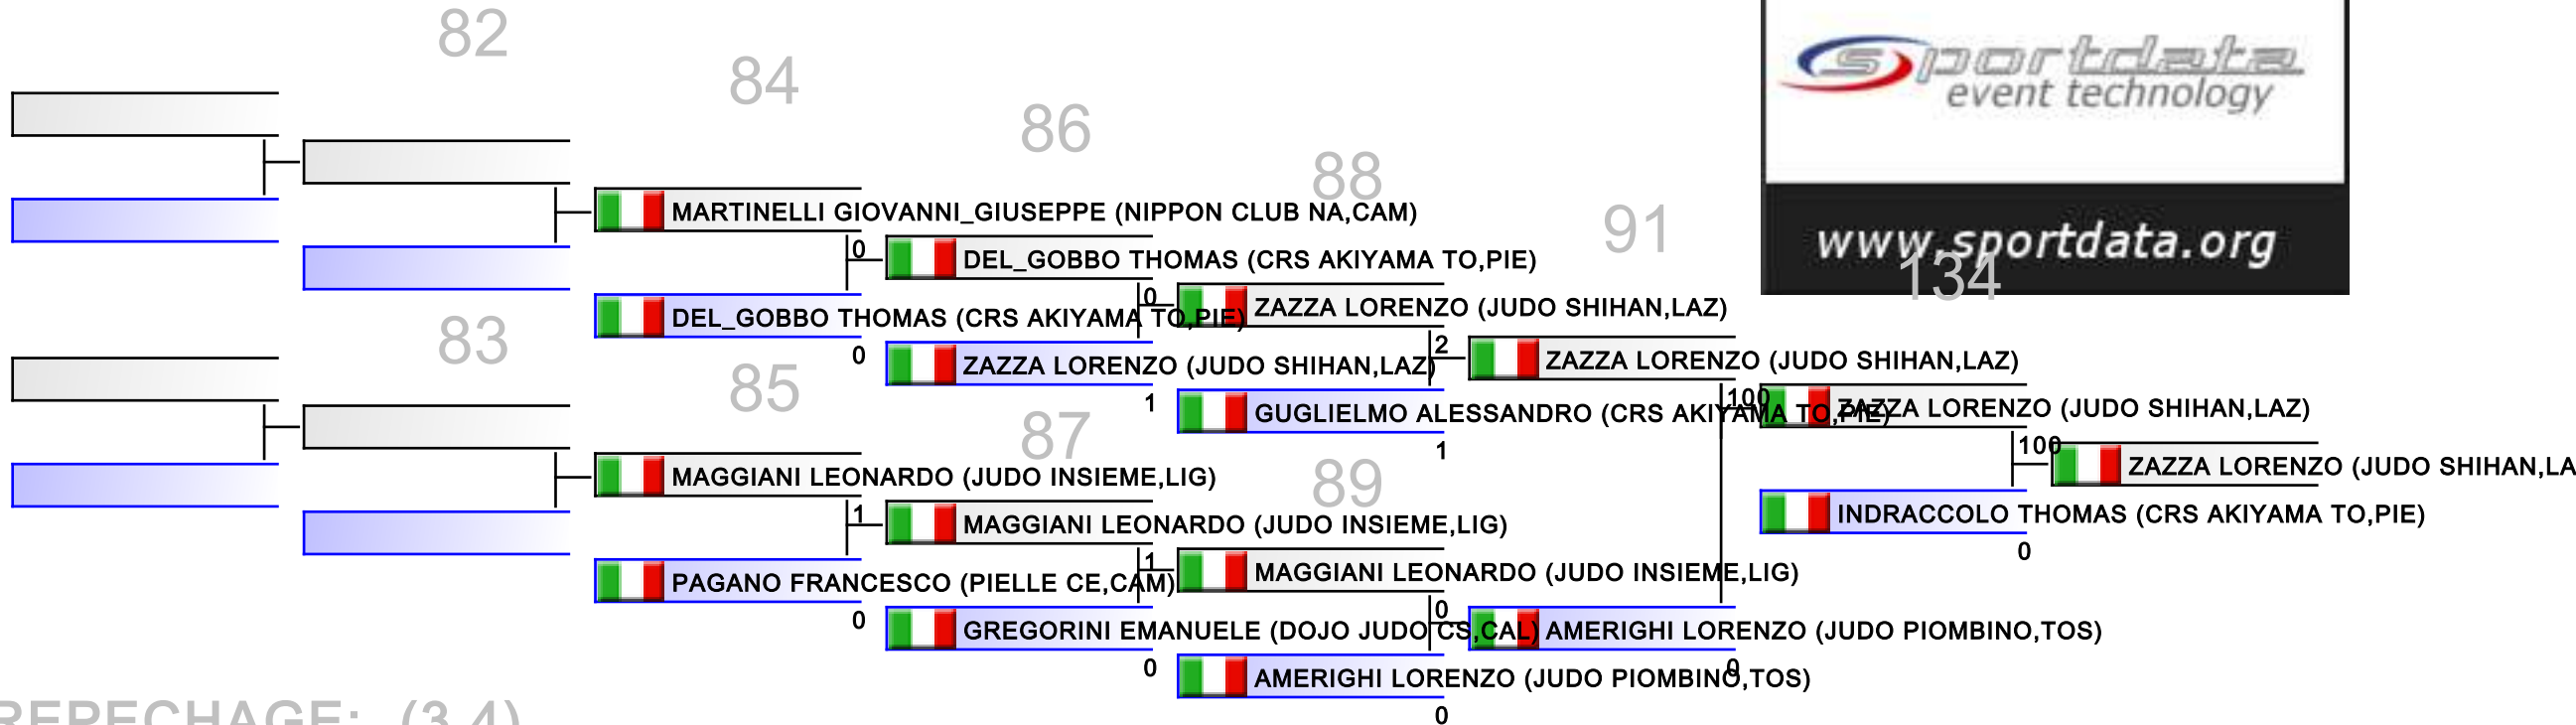 82
84
86
88
91
sportdata
event technology
www.sportdata.org
134
MARTINELLI GIOVANNI_GIUSEPPE (NIPPON CLUB NA,CAM)
0
DEL_GOBBO THOMAS (CRS AKIYAMA TO,PIE)
0
ZAZZA LORENZO (JUDO SHIHAN,LAZ)
DEL_GOBBO THOMAS (CRS AKIYAMA TO,PIE)
0
2
ZAZZA LORENZO (JUDO SHIHAN,LAZ)
ZAZZA LORENZO (JUDO SHIHAN,LAZ)
1
100
ZAZZA LORENZO (JUDO SHIHAN,LAZ)
GUGLIELMO ALESSANDRO (CRS AKIYAMA TO,PIE)
1
100
ZAZZA LORENZO (JUDO SHIHAN,LA
83
85
87
89
MAGGIANI LEONARDO (JUDO INSIEME,LIG)
1
INDRACCOLO THOMAS (CRS AKIYAMA TO,PIE)
0
MAGGIANI LEONARDO (JUDO INSIEME,LIG)
1
MAGGIANI LEONARDO (JUDO INSIEME,LIG)
PAGANO FRANCESCO (PIELLE CE,CAM)
0
0
GREGORINI EMANUELE (DOJO JUDO CS,CAL)
0
AMERIGHI LORENZO (JUDO PIOMBINO,TOS)
0
AMERIGHI LORENZO (JUDO PIOMBINO,TOS)
0
REPECHAGE: (3,4)